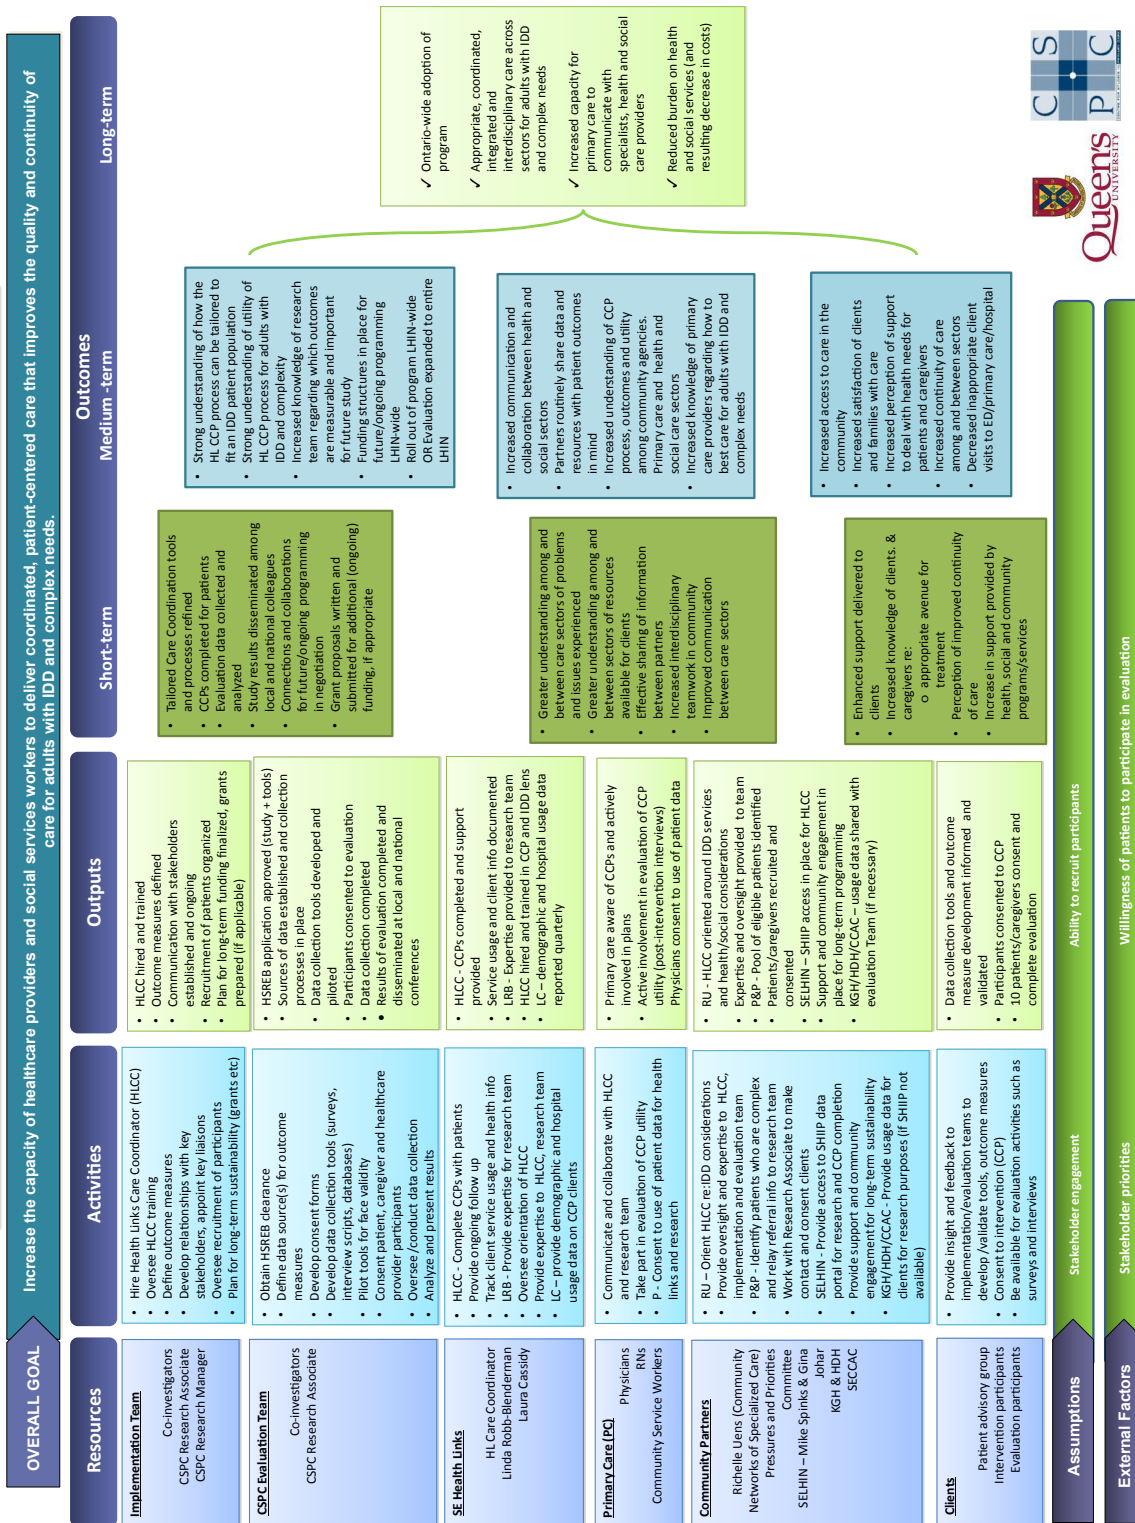 OVERALL GOAL
Increase the capacity of healthcare providers and social services workers to deliver coordinated, patient-centered care that improves the quality and continuity of
care for adults with IDD and complex needs.
Resources
Activities
Outputs
Outcomes
Short-term
Medium -term
Long-term
Implementation Team
Co-investigators
CSPC Research Associate
CSPC Research Manager
• Hire Health Links Care Coordinator (HLCC)
• Oversee HLCC training
• Define outcome measures
• Develop relationships with key
stakeholders, appoint key liaisons
• Oversee recruitment of participants
• Plan for long-term sustainability (grants etc)
• HLCC hired and trained
• Outcome measures defined
• Communication with stakeholders
established and ongoing
• Recruitment of patients organized
• Plan for long-term funding finalized, grants
prepared (if applicable)
CSPC Evaluation Team
Co-investigators
CSPC Research Associate
• Obtain HSREB clearance
• Define data source(s) for outcome
measures
• Develop consent forms
• Develop data collection tools (surveys,
interview scripts, databases)
• Pilot tools for face validity
• Consent patient, caregiver and healthcare
provider participants
• Oversee /conduct data collection
• Analyze and present results
• HSREB application approved (study + tools)
• Sources of data established and collection
processes in place
• Data collection tools developed and
piloted
• Participants consented to evaluation
• Data collection completed
• Results of evaluation completed and
disseminated at local and national
conferences
SE Health Links
HL Care Coordinator
Linda Robb-Blenderman
Laura Cassidy
• HLCC - Complete CCPs with patients
• Provide ongoing follow up
• Track client service usage and health info
• LRB - Provide expertise for research team
• Oversee orientation of HLCC
• Provide expertise to HLCC, research team
• LC – provide demographic and hospital
usage data on CCP clients
• HLCC - CCPs completed and support
provided
• Service usage and client info documented
• LRB - Expertise provided to research team
• HLCC hired and trained in CCP and IDD lens
• LC – demographic and hospital usage data
reported quarterly
Primary Care (PC)
Physicians
RNs
Community Service Workers
• Communicate and collaborate with HLCC
and research team
• Take part in evaluation of CCP utility
• P - Consent to use of patient data for health
links and research
• Primary care aware of CCPs and actively
involved in plans
• Active involvement in evaluation of CCP
utility (post-intervention interviews)
• Physicians consent to use of patient data
Community Partners
Richelle Uens (Community
Networks of Specialized Care)
Pressures and Priorities
Committee
SELHIN – Mike Spinks & Gina
Johar
KGH & HDH
SECCAC
• RU – Orient HLCC re:IDD considerations
• Provide oversight and expertise to HLCC,
implementation and evaluation team
• P&P - Identify patients who are complex
and relay referral info to research team
• Work with Research Associate to make
contact and consent clients
• SELHIN - Provide access to SHIIP data
portal for research and CCP completion
• Provide support and community
engagement for long-term sustainability
• KGH/HDH/CCAC - Provide usage data for
clients for research purposes (if SHIIP not
available)
• RU - HLCC oriented around IDD services
and health/social considerations
• Expertise and oversight provided to team
• P&P - Pool of eligible patients identified
• Patients/caregivers recruited and
consented
• SELHIN – SHIIP access in place for HLCC
• Support and community engagement in
place for long-term programming
• KGH/HDH/CCAC – usage data shared with
evaluation Team (if necessary)
Clients
Patient advisory group
Intervention participants
Evaluation participants
• Provide insight and feedback to
implementation/evaluation teams to
develop /validate tools, outcome measures
• Consent to intervention (CCP)
• Be available for evaluation activities such as
surveys and interviews
• Data collection tools and outcome
measure development informed and
validated
• Participants consented to CCP
• 10 patients/caregivers consent and
complete evaluation
• Tailored Care Coordination tools
and processes refined
• CCPs completed for patients
• Evaluation data collected and
analyzed
• Study results disseminated among
local and national colleagues
• Connections and collaborations
for future/ongoing programming
in negotiation
• Grant proposals written and
submitted for additional (ongoing)
funding, if appropriate
• Greater understanding among and
between care sectors of problems
and issues experienced
• Greater understanding among and
between sectors of resources
available for clients
• Effective sharing of information
between partners
• Increased interdisciplinary
teamwork in community
• Improved communication
between care sectors
• Enhanced support delivered to
clients
• Increased knowledge of clients. &
caregivers re:
o appropriate avenue for
treatment
• Perception of improved continuity
of care
• Increase in support provided by
health, social and community
programs/services
• Strong understanding of how the
HL CCP process can be tailored to
fit an IDD patient population
• Strong understanding of utility of
HL CCP process for adults with
IDD and complexity
• Increased knowledge of research
team regarding which outcomes
are measurable and important
for future study
• Funding structures in place for
future/ongoing programming
LHIN-wide
• Roll out of program LHIN-wide
OR Evaluation expanded to entire
LHIN
• Increased communication and
collaboration between health and
social sectors
• Partners routinely share data and
resources with patient outcomes
in mind
• Increased understanding of CCP
process, outcomes and utility
among community agencies.
Primary care and health and
social care sectors
• Increased knowledge of primary
care providers regarding how to
best care for adults with IDD and
complex needs
• Increased access to care in the
community
• Increased satisfaction of clients
and families with care
• Increased perception of support
to deal with health needs for
patients and caregivers
• Increased continuity of care
among and between sectors
• Decreased inappropriate client
visits to ED/primary care/hospital
✓ Ontario-wide adoption of
program
✓ Appropriate, coordinated,
integrated and
interdisciplinary care across
sectors for adults with IDD
and complex needs
✓ Increased capacity for
primary care to
communicate with
specialists, health and social
care providers
✓ Reduced burden on health
and social services (and
resulting decrease in costs)
Assumptions
Stakeholder engagement
Ability to recruit participants
External Factors
Stakeholder priorities
Willingness of patients to participate in evaluation
Queen's
UNIVERSITY
C S
P C